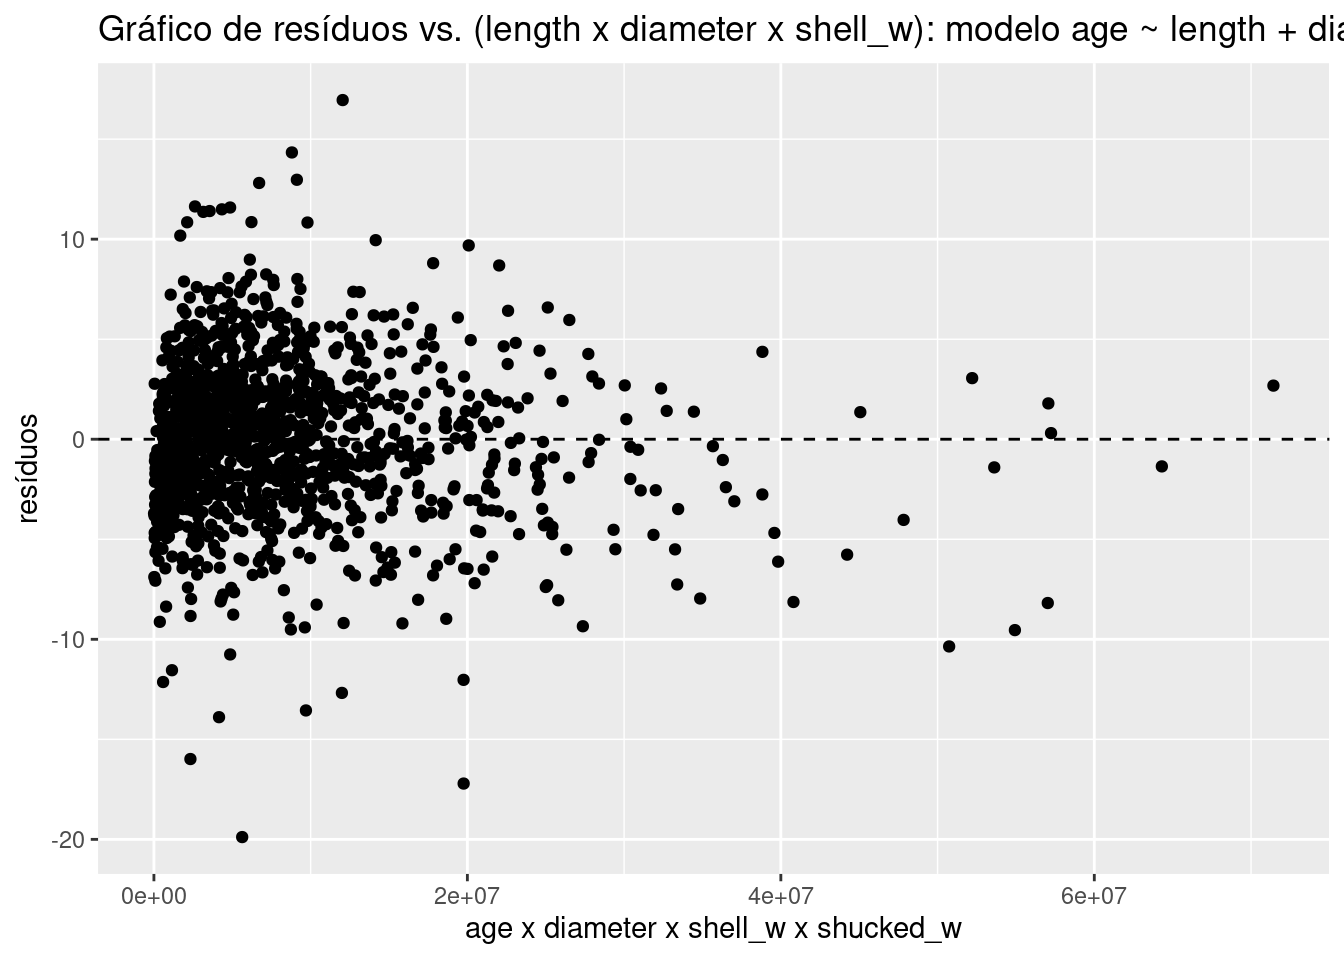 Gráfico de resíduos vs. (length x diameter x shell_w): modelo age ~ length + dia
resíduos
10
0
-10
-20
0e+00 2e+07 4e+07 6e+07
age x diameter x shell_w x shucked_w